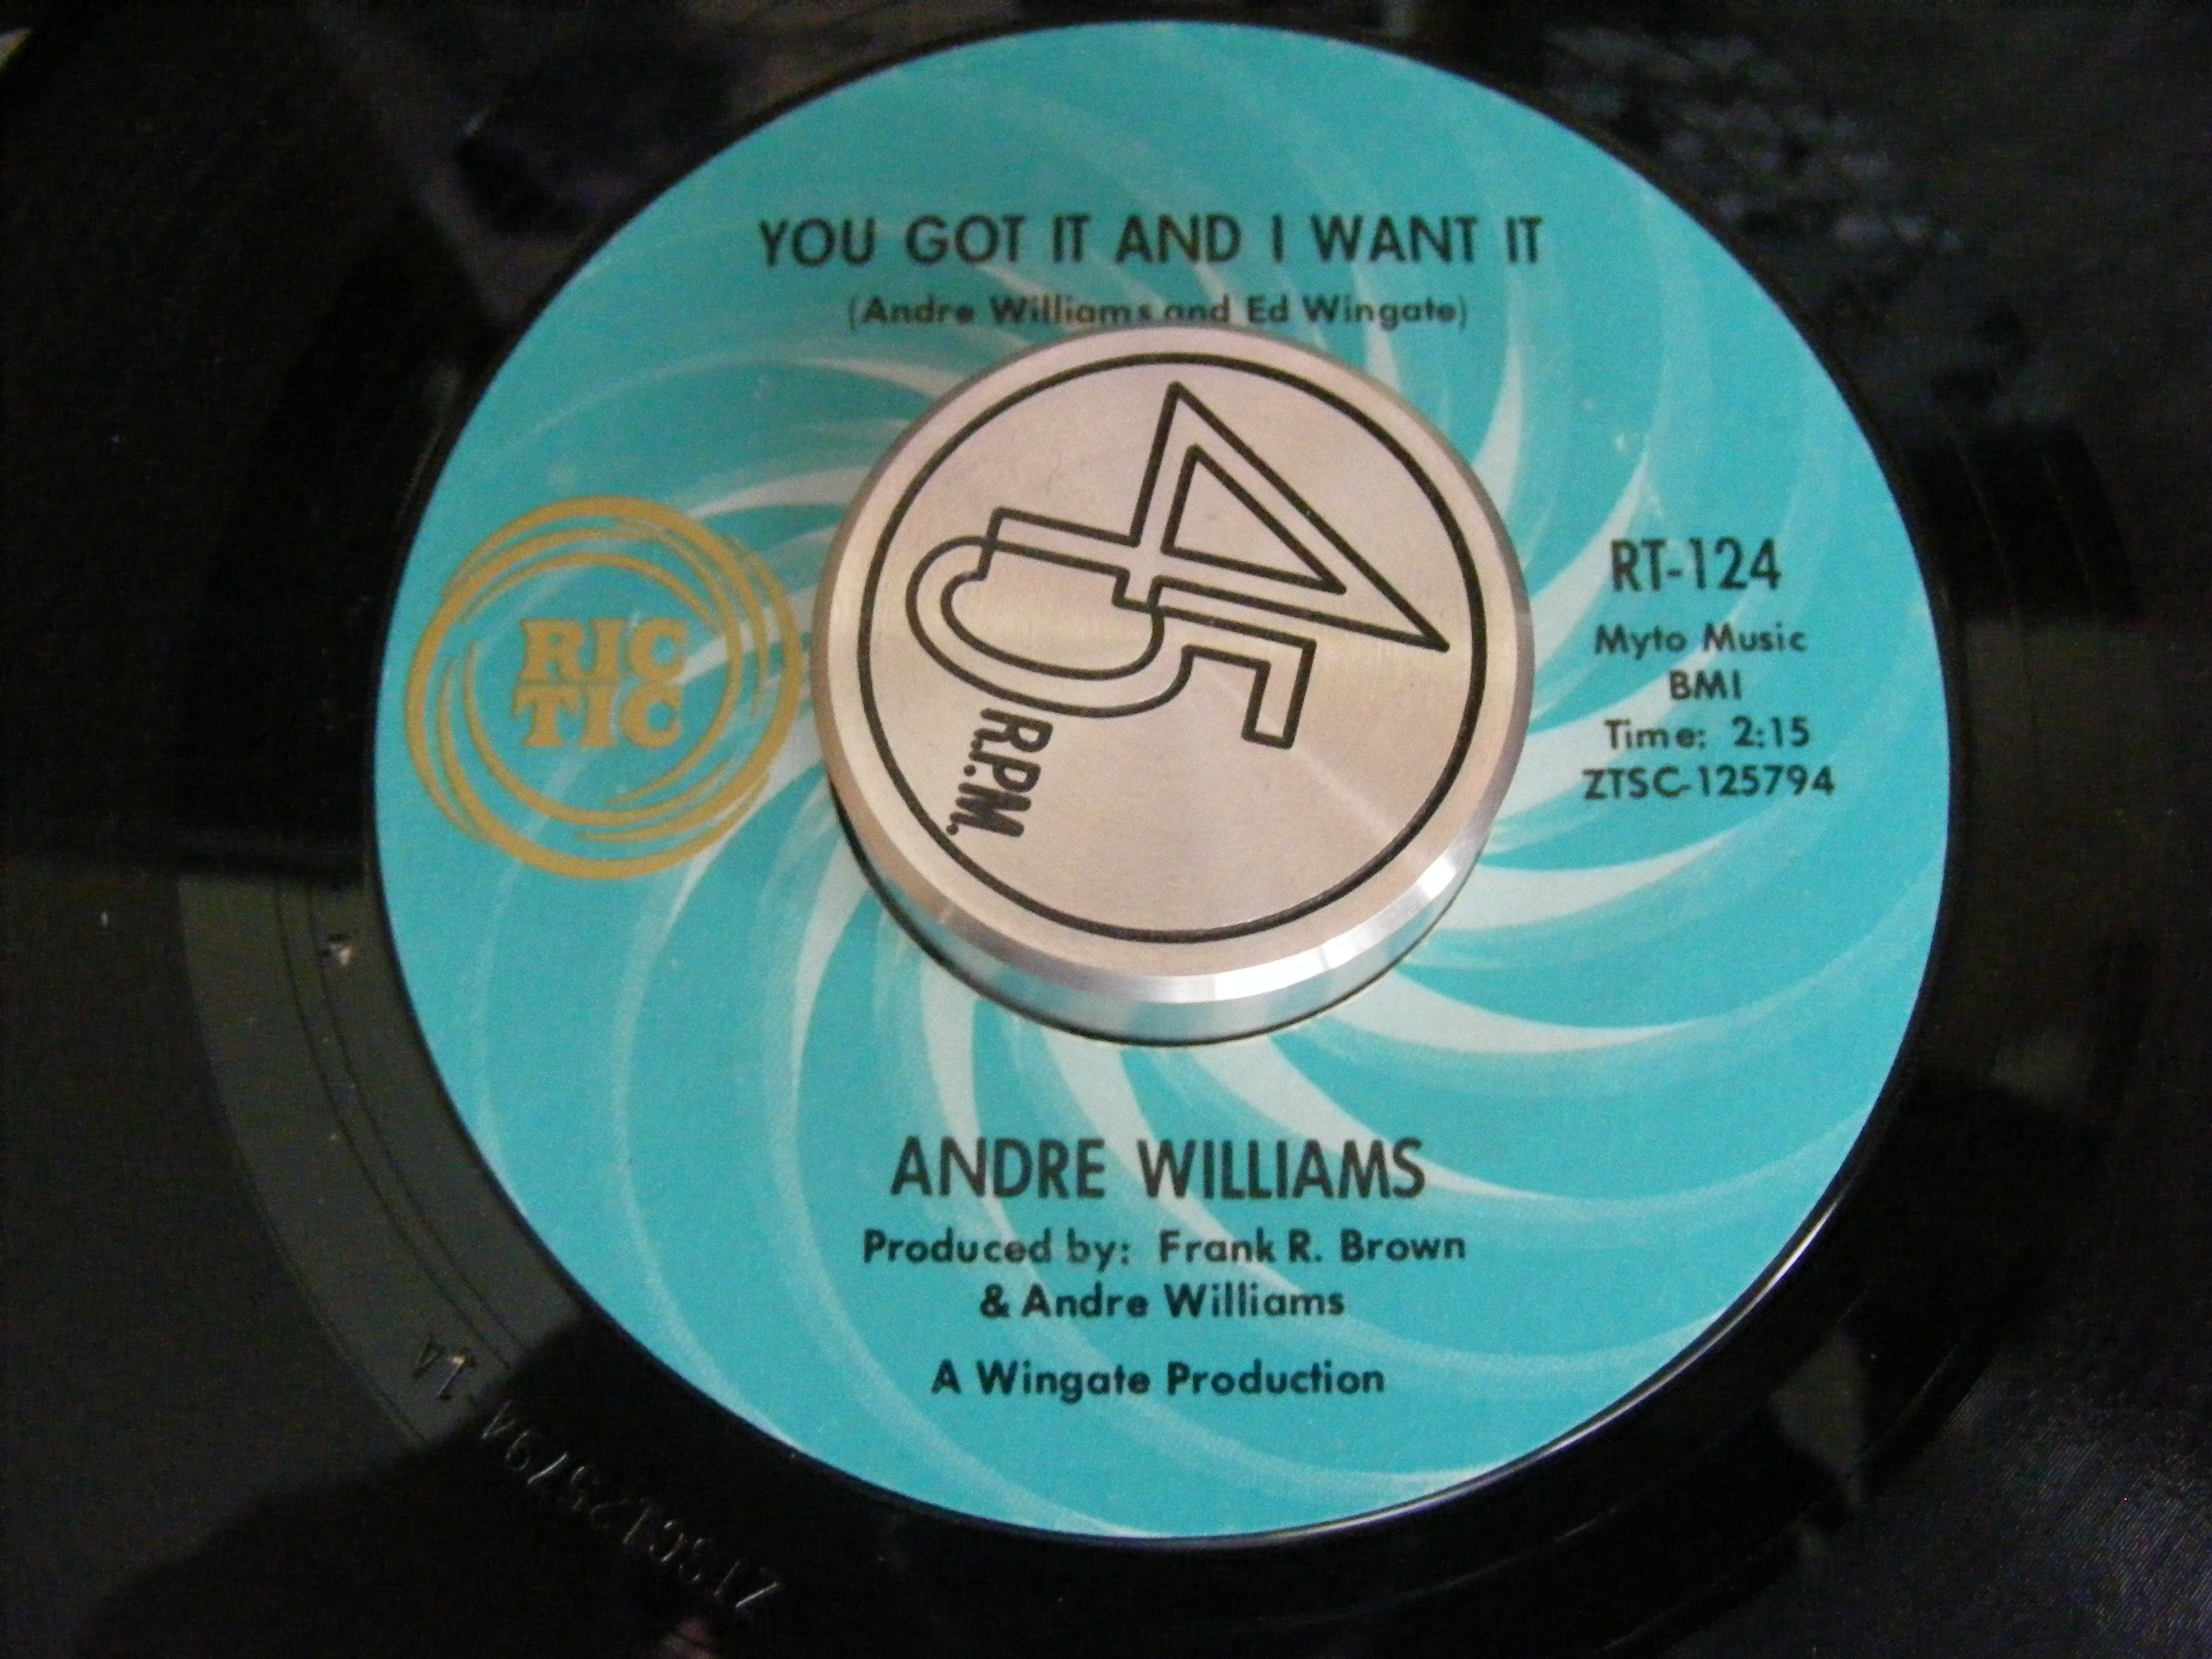 YOU GOT IT AND I WANT IT
(Andre Williams and Ed Wingate)
45
R.P.M.
RIC
TIC
RT-124
Myto Music
BMI
Time: 2:15
ZTSC-125794
ANDRE WILLIAMS
Produced by: Frank R. Brown
& Andre Williams
A Wingate Production
ZTSC125794 1A